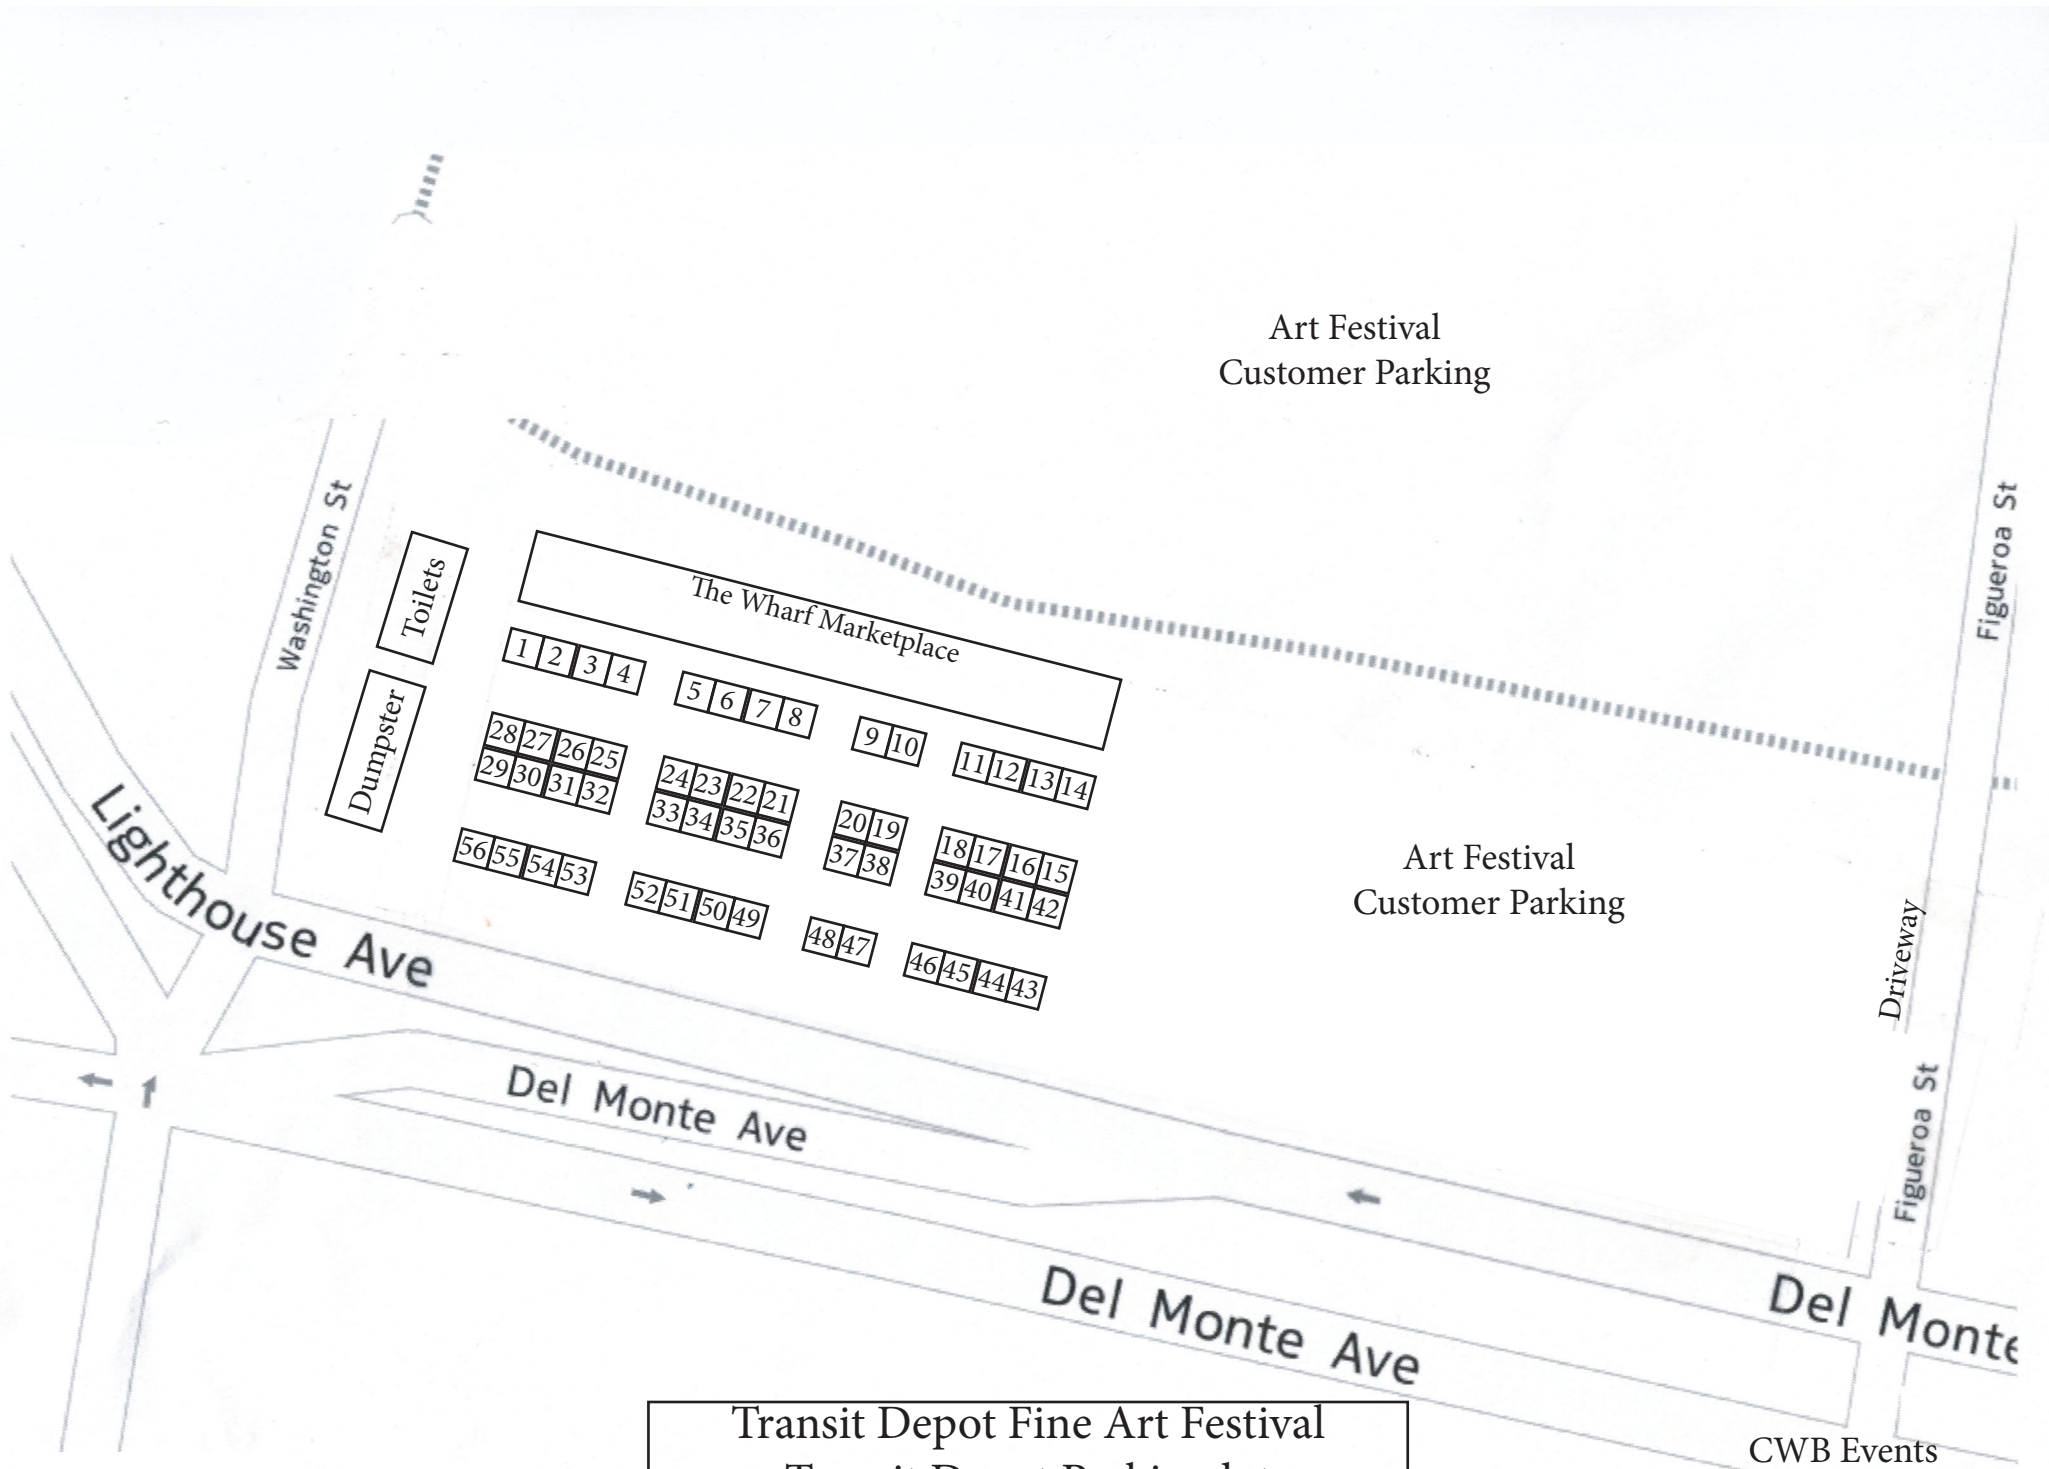 Art Festival
Customer Parking
Washington St
Figueroa St
Toilets
The Wharf Marketplace
1 2 3 4
5 6 7 8
9 10
11 12 13 14
Dumpster
28 27 26 25
29 30 31 32
24 23 22 21
33 34 35 36
20 19
37 38
18 17 16 15
39 40 41 42
56 55 54 53
52 51 50 49
48 47
46 45 44 43
Art Festival
Customer Parking
Driveway
Lighthouse Ave
Figueroa St
Del Monte Ave
Del Monte Ave
Del Monte
Transit Depot Fine Art Festival
CWB Events